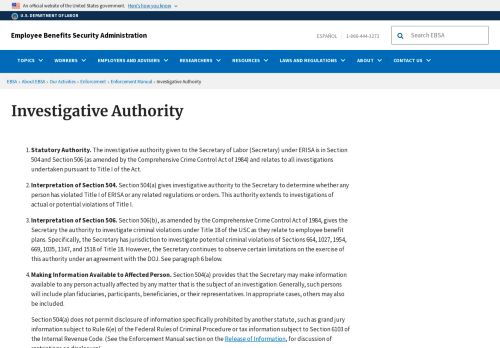 An official website of the United States government. Here's how you know
U.S. DEPARTMENT OF LABOR
Employee Benefits Security Administration
ESPAÑOL | 1-866-444-3272
Search EBSA
TOPICS WORKERS EMPLOYERS AND ADVISERS RESEARCHERS RESOURCES LAWS AND REGULATIONS ABOUT CONTACT US
EBSA » About EBSA » Our Activities » Enforcement » Enforcement Manual » Investigative Authority
Investigative Authority
1. Statutory Authority. The investigative authority given to the Secretary of Labor (Secretary) under ERISA is in Section
504 and Section 506 (as amended by the Comprehensive Crime Control Act of 1984) and relates to all investigations
undertaken pursuant to Title I of the Act.
2. Interpretation of Section 504. Section 504(a) gives investigative authority to the Secretary to determine whether any
person has violated Title I of ERISA or any related regulations or orders. This authority extends to investigations of
actual or potential violations of Title I.
3. Interpretation of Section 506. Section 506(b), as amended by the Comprehensive Crime Control Act of 1984, gives the
Secretary the authority to investigate criminal violations under Title 18 of the USC as they relate to employee benefit
plans. Specifically, the Secretary has jurisdiction to investigate potential criminal violations of Sections 664, 1027, 1954,
669, 1035, 1347, and 1518 of Title 18. However, the Secretary continues to observe certain limitations on the exercise of
this authority under an agreement with the DOJ. See paragraph 6 below.
4. Making Information Available to Affected Person. Section 504(a) provides that the Secretary may make information
available to any person actually affected by any matter that is the subject of an investigation. Generally, such persons
will include plan fiduciaries, participants, beneficiaries, or their representatives. In appropriate cases, others may also
be included.
Section 504(a) does not permit disclosure of information specifically prohibited by another statute, such as grand jury
information subject to Rule 6(e) of the Federal Rules of Criminal Procedure or tax information subject to Section 6103 of
the Internal Revenue Code. (See the Enforcement Manual section on the Release of Information, for discussion of